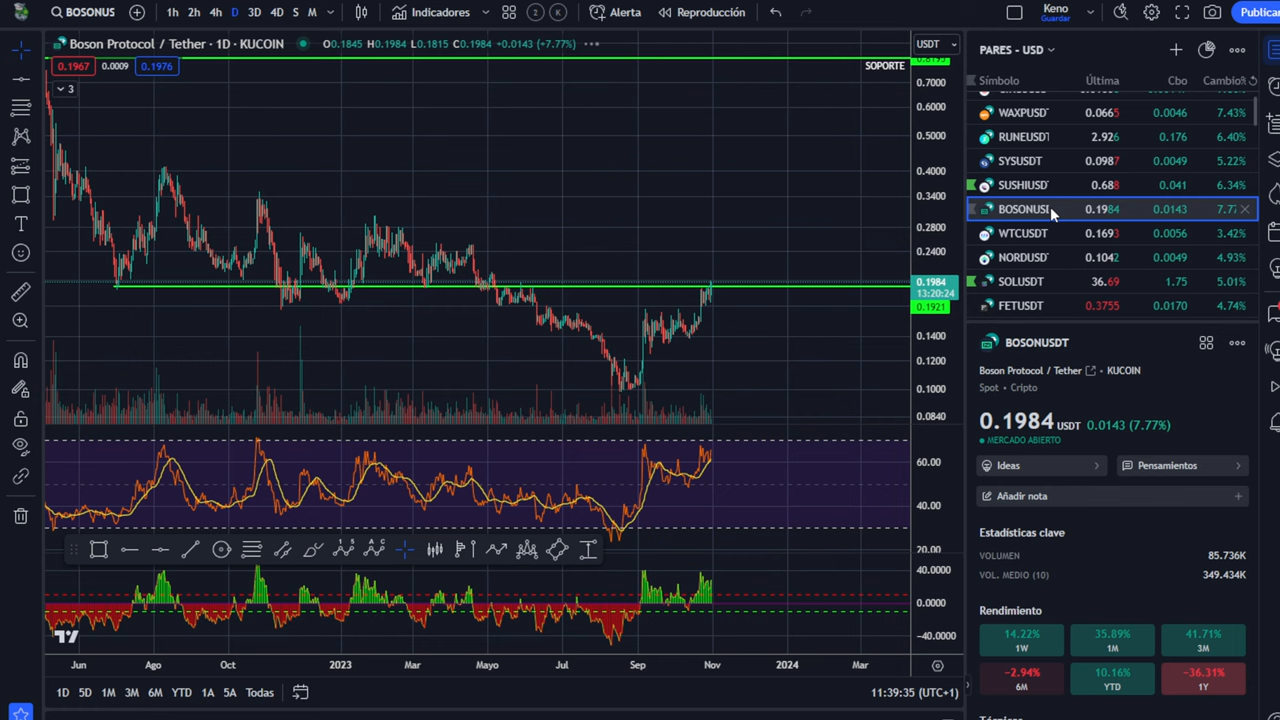 BOSONUS
1h 2h 4h D 3D 4D S M
Indicadores
2 K
Alerta
Reproducción
Keno
Guardar
Publicar
Boson Protocol / Tether · 1D · KUCOIN
O0.1845 H0.1984 L0.1815 C0.1984 +0.0143 (+7.77%)
0.1967 0.0009 0.1976
3
SOPORTE
USDT
0.7000
0.6000
0.5000
0.4000
0.3400
0.2800
0.2400
0.1984
13:20:24
0.1921
0.1400
0.1200
0.1000
0.0840
60.00
40.00
20.00
40.0000
0.0000
−40.0000
Jun Ago Oct 2023 Mar Mayo Jul Sep Nov 2024 Mar
1D 5D 1M 3M 6M YTD 1A 5A Todas
11:39:35 (UTC+1)
PARES - USD
Símbolo Última Cbo Cambio%
WAXPUSDT 0.0665 0.0046 7.43%
RUNEUSDT 2.926 0.176 6.40%
SYSUSDT 0.0987 0.0049 5.22%
SUSHIUSDT 0.688 0.041 6.34%
BOSONUSD 0.1984 0.0143 7.77
WTCUSDT 0.1693 0.0056 3.42%
NORDUSDT 0.1042 0.0049 4.93%
SOLUSDT 36.69 1.75 5.01%
FETUSDT 0.3755 0.0170 4.74%
BOSONUSDT
Boson Protocol / Tether · KUCOIN
Spot · Cripto
0.1984 USDT 0.0143 (7.77%)
MERCADO ABIERTO
Ideas
Pensamientos
Añadir nota
Estadísticas clave
VOLUMEN 85.736K
VOL. MEDIO (10) 349.434K
Rendimiento
14.22% 35.89% 41.71%
1W 1M 3M
−2.94% 10.16% −36.31%
6M YTD 1Y